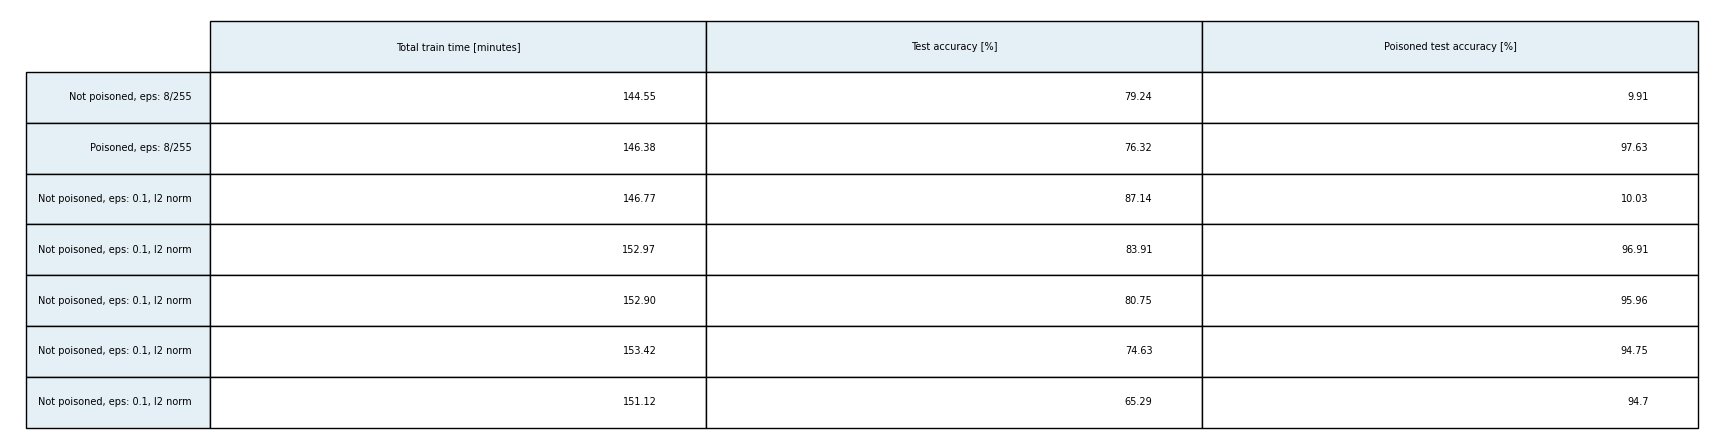 Total train time [minutes] Test accuracy [%] Poisoned test accuracy [%]
Not poisoned, eps: 8/255 144.55 79.24 9.91
Poisoned, eps: 8/255 146.38 76.32 97.63
Not poisoned, eps: 0.1, l2 norm 146.77 87.14 10.03
Not poisoned, eps: 0.1, l2 norm 152.97 83.91 96.91
Not poisoned, eps: 0.1, l2 norm 152.90 80.75 95.96
Not poisoned, eps: 0.1, l2 norm 153.42 74.63 94.75
Not poisoned, eps: 0.1, l2 norm 151.12 65.29 94.7